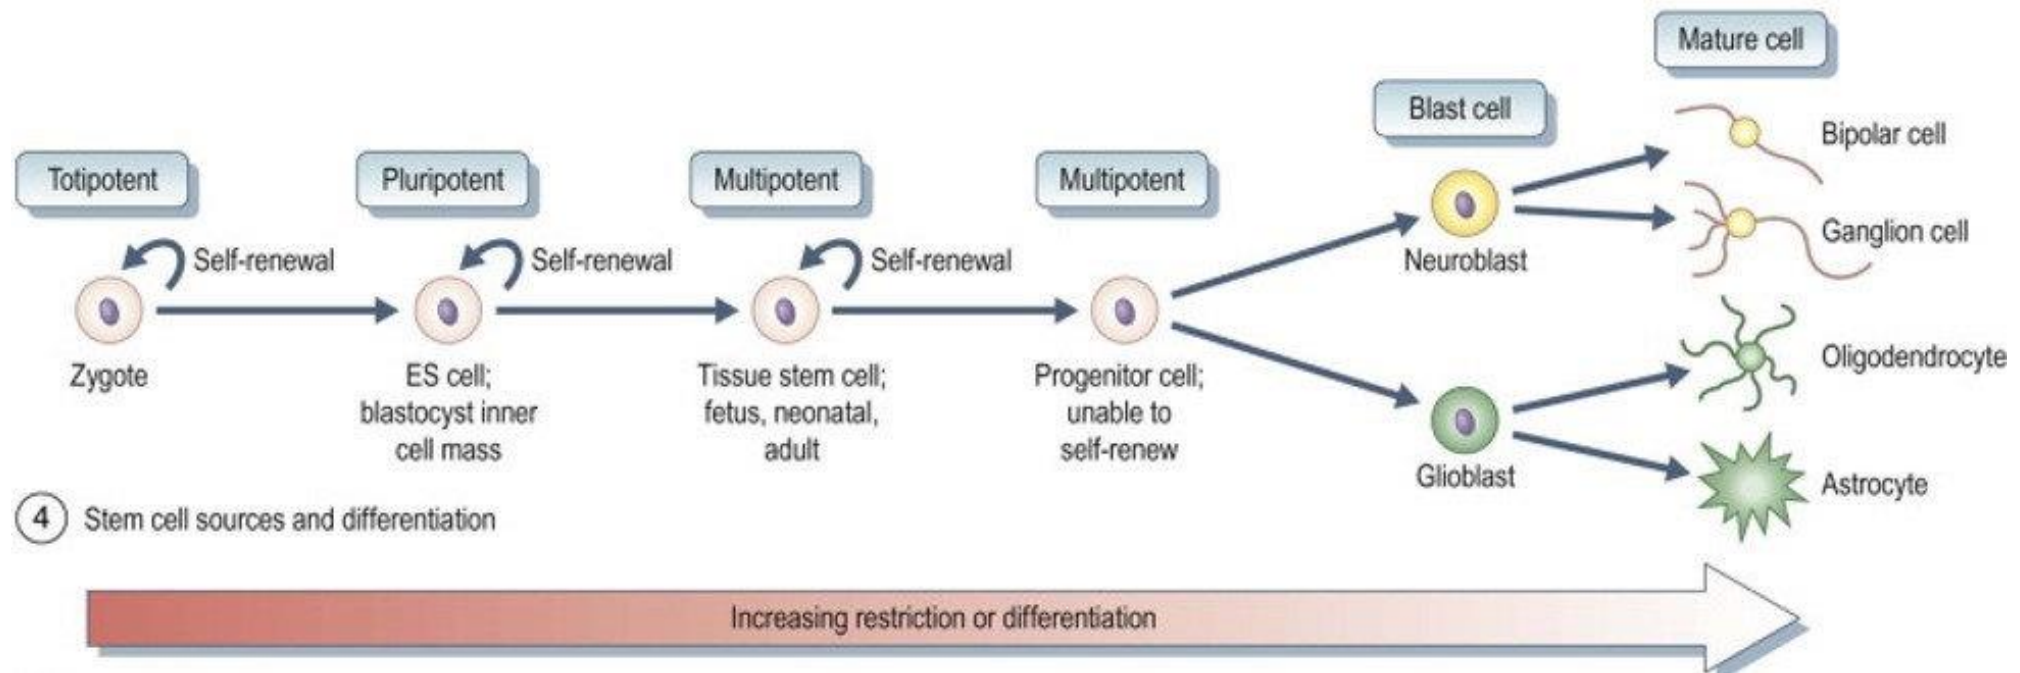 Mature cell
Blast cell
Bipolar cell
Totipotent
Pluripotent
Multipotent
Multipotent
Ganglion cell
Self-renewal
Self-renewal
Self-renewal
Neuroblast
Oligodendrocyte
Zygote
ES cell;
blastocyst inner
cell mass
Tissue stem cell;
fetus, neonatal,
adult
Progenitor cell;
unable to
self-renew
Glioblast
Astrocyte
4 Stem cell sources and differentiation
Increasing restriction or differentiation